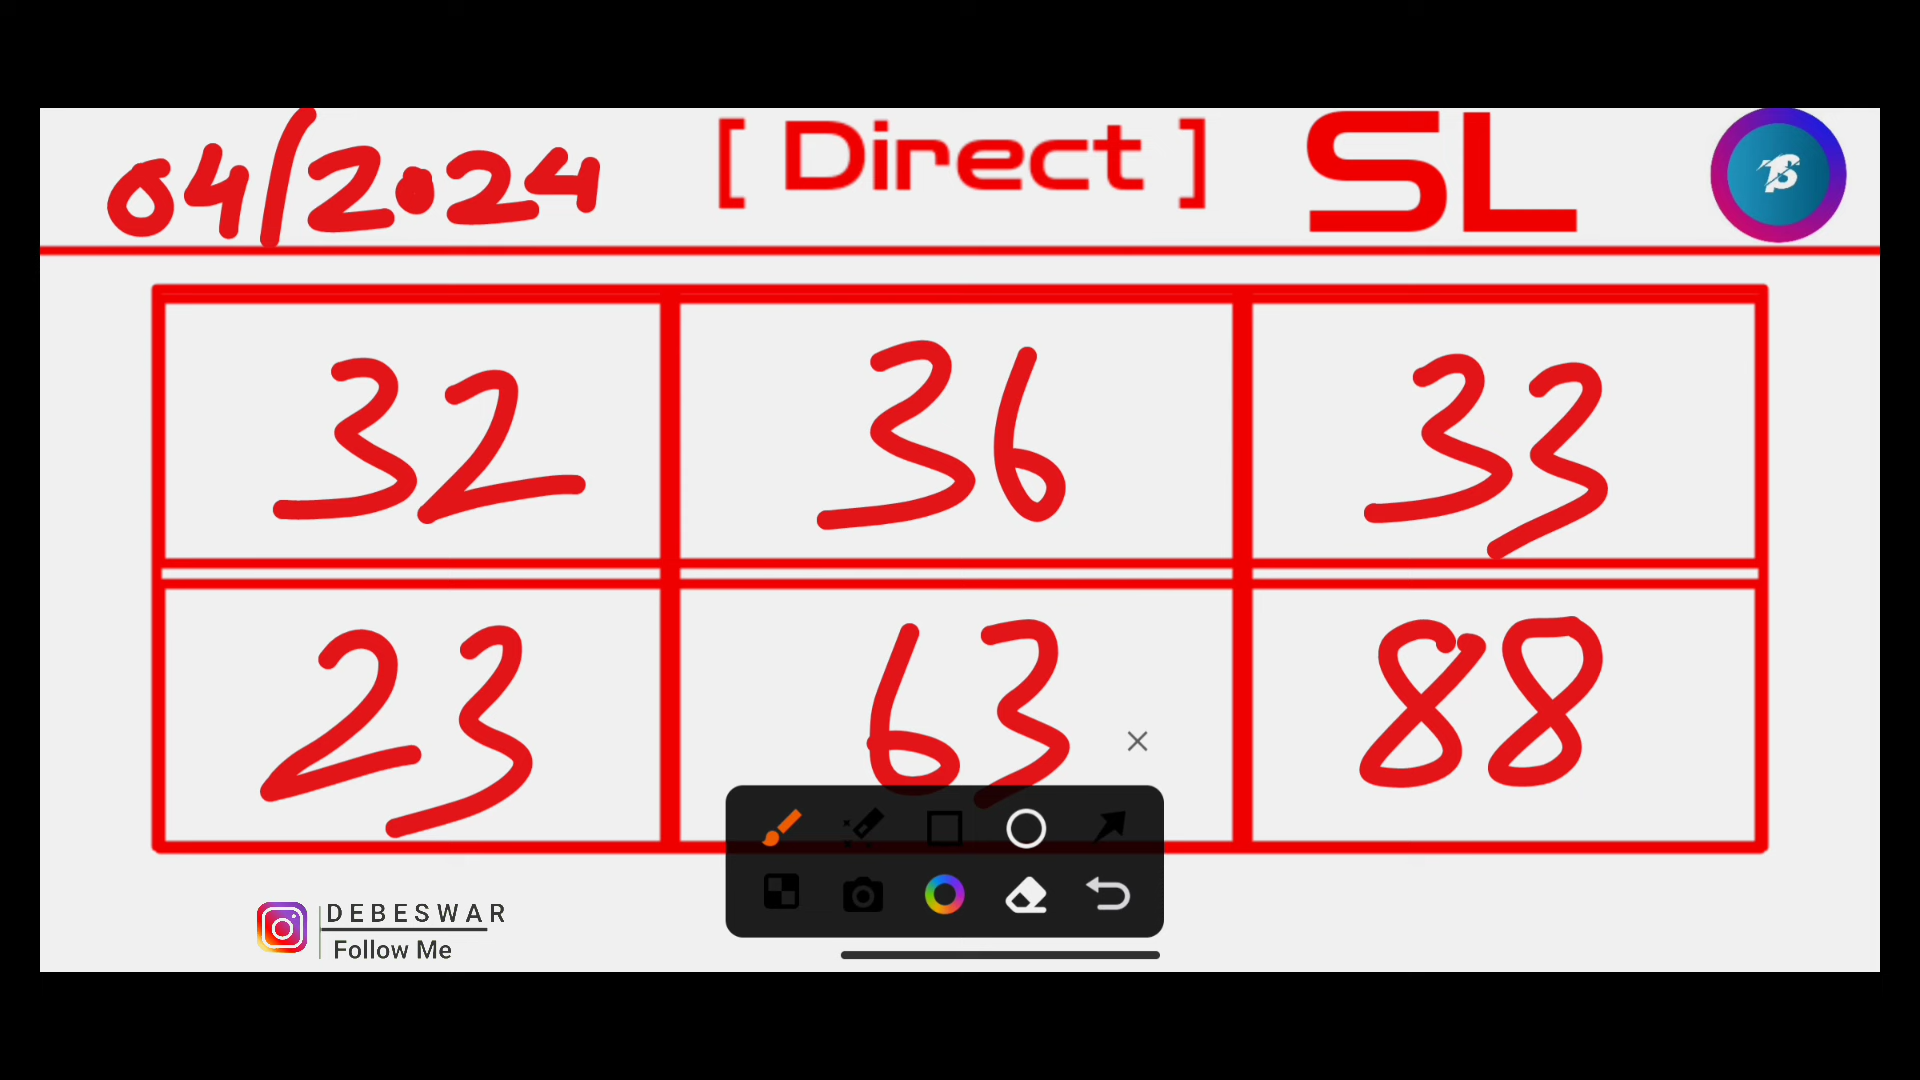 04/2024 [ Direct ] SL
32 36 33
23 63 88
DEBESWAR
Follow Me